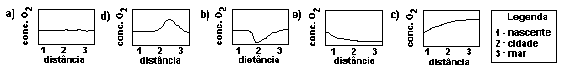 a)
conc. O2
1 2 3
distância
d)
conc. O2
1 2 3
distância
b)
conc. O2
1 2 3
distância
e)
conc. O2
1 2 3
distância
c)
conc. O2
1 2 3
distância
Legenda
1 - nascente
2 - cidade
3 - mar